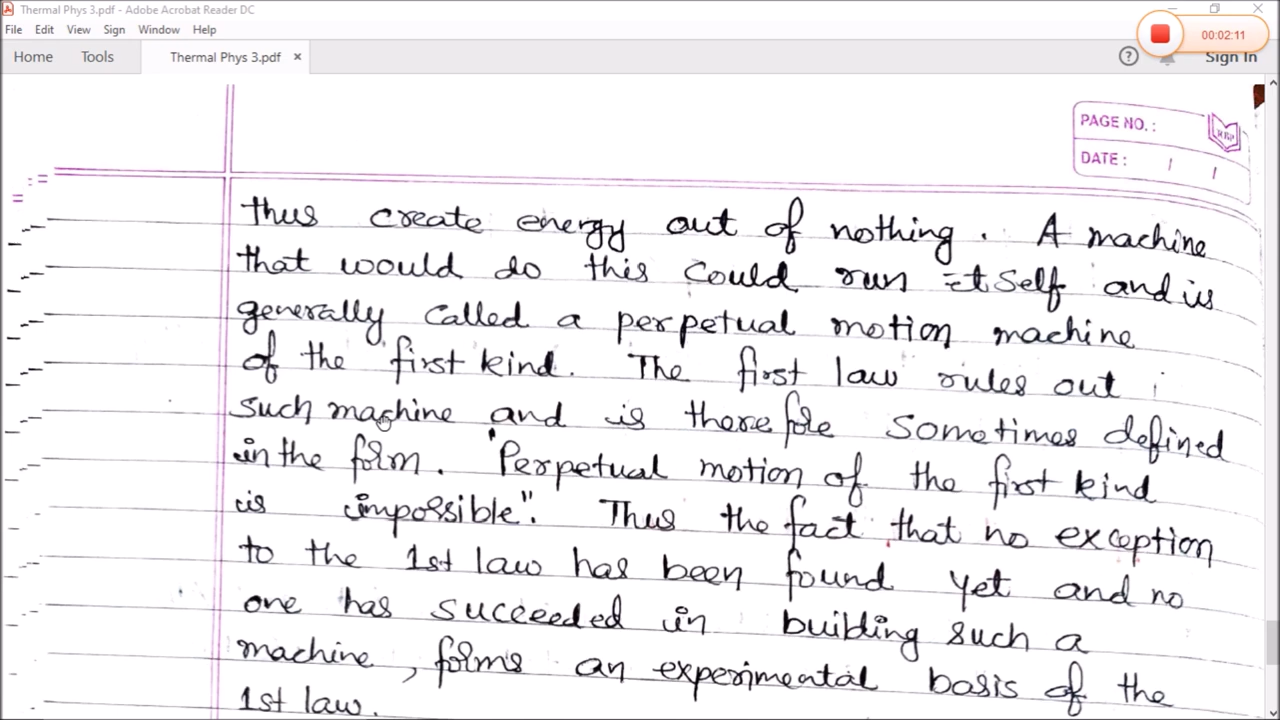 Thermal Phys 3.pdf - Adobe Acrobat Reader DC
File Edit View Sign Window Help
00:02:11
Home Tools Thermal Phys 3.pdf × Sign In
PAGE NO. :
DATE : / /
thus create energy out of nothing. A machine
that would do this could run itself and is
generally called a perpetual motion machine
of the first kind. The first law rules out
such machine and is therefore sometimes defined
in the form. "Perpetual motion of the first kind
is impossible". Thus the fact that no exception
to the 1st law has been found yet and no
one has succeeded in building such a
machine, forms an experimental basis of the
1st law.